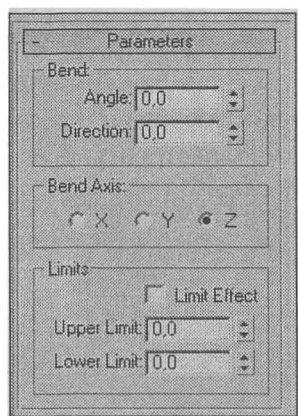 - Parameters
Bend:
Angle: 0,0
Direction: 0,0
Bend Axis:
X Y Z
Limits
Limit Effect
Upper Limit: 0,0
Lower Limit: 0,0